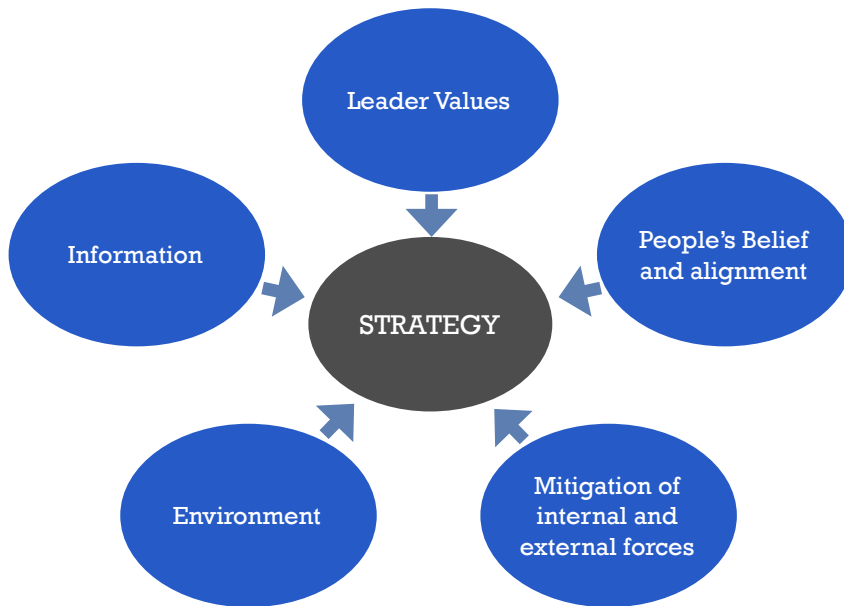 Leader Values
Information
People’s Belief
and alignment
STRATEGY
Environment
Mitigation of
internal and
external forces